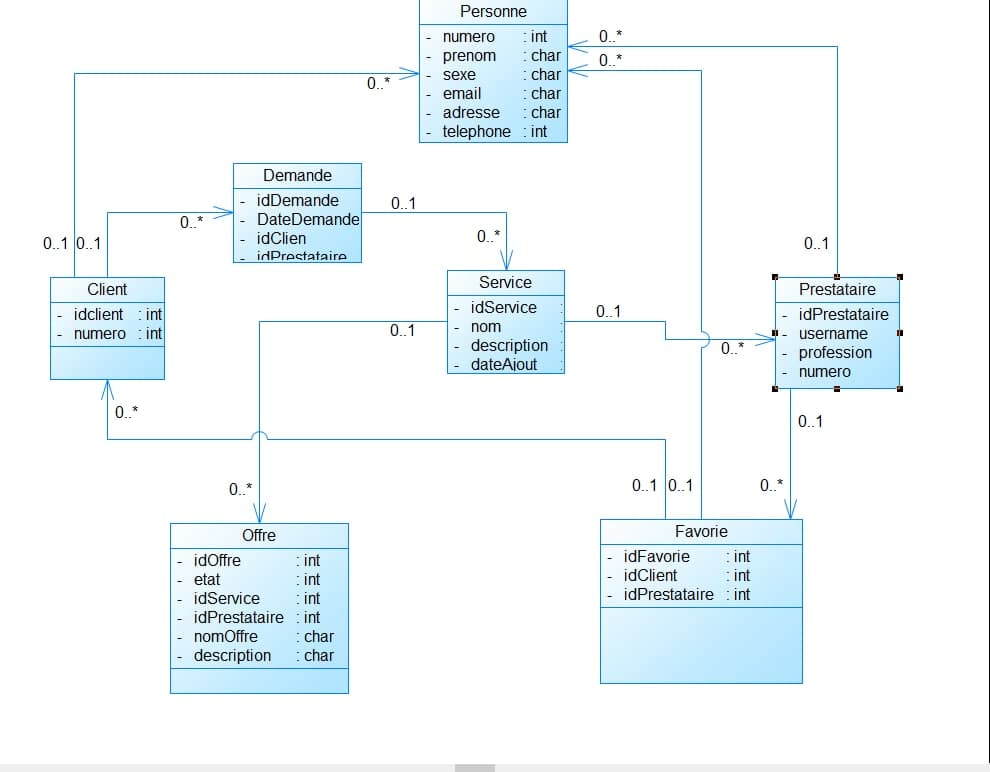 Personne
- numero : int
- prenom : char
- sexe : char
- email : char
- adresse : char
- telephone : int
0..*
0..*
0..*
Demande
- idDemande
- DateDemande
- idClien
- idPrestataire
0..1
0..*
0..*
0..1
0..1
0..1
Client
- idclient : int
- numero : int
Service
- idService :
- nom :
- description :
- dateAjout :
0..1
0..1
0..*
Prestataire
- idPrestataire
- username
- profession
- numero
0..*
0..1
0..*
0..1
0..1
0..*
Offre
- idOffre : int
- etat : int
- idService : int
- idPrestataire : int
- nomOffre : char
- description : char
Favorie
- idFavorie : int
- idClient : int
- idPrestataire : int